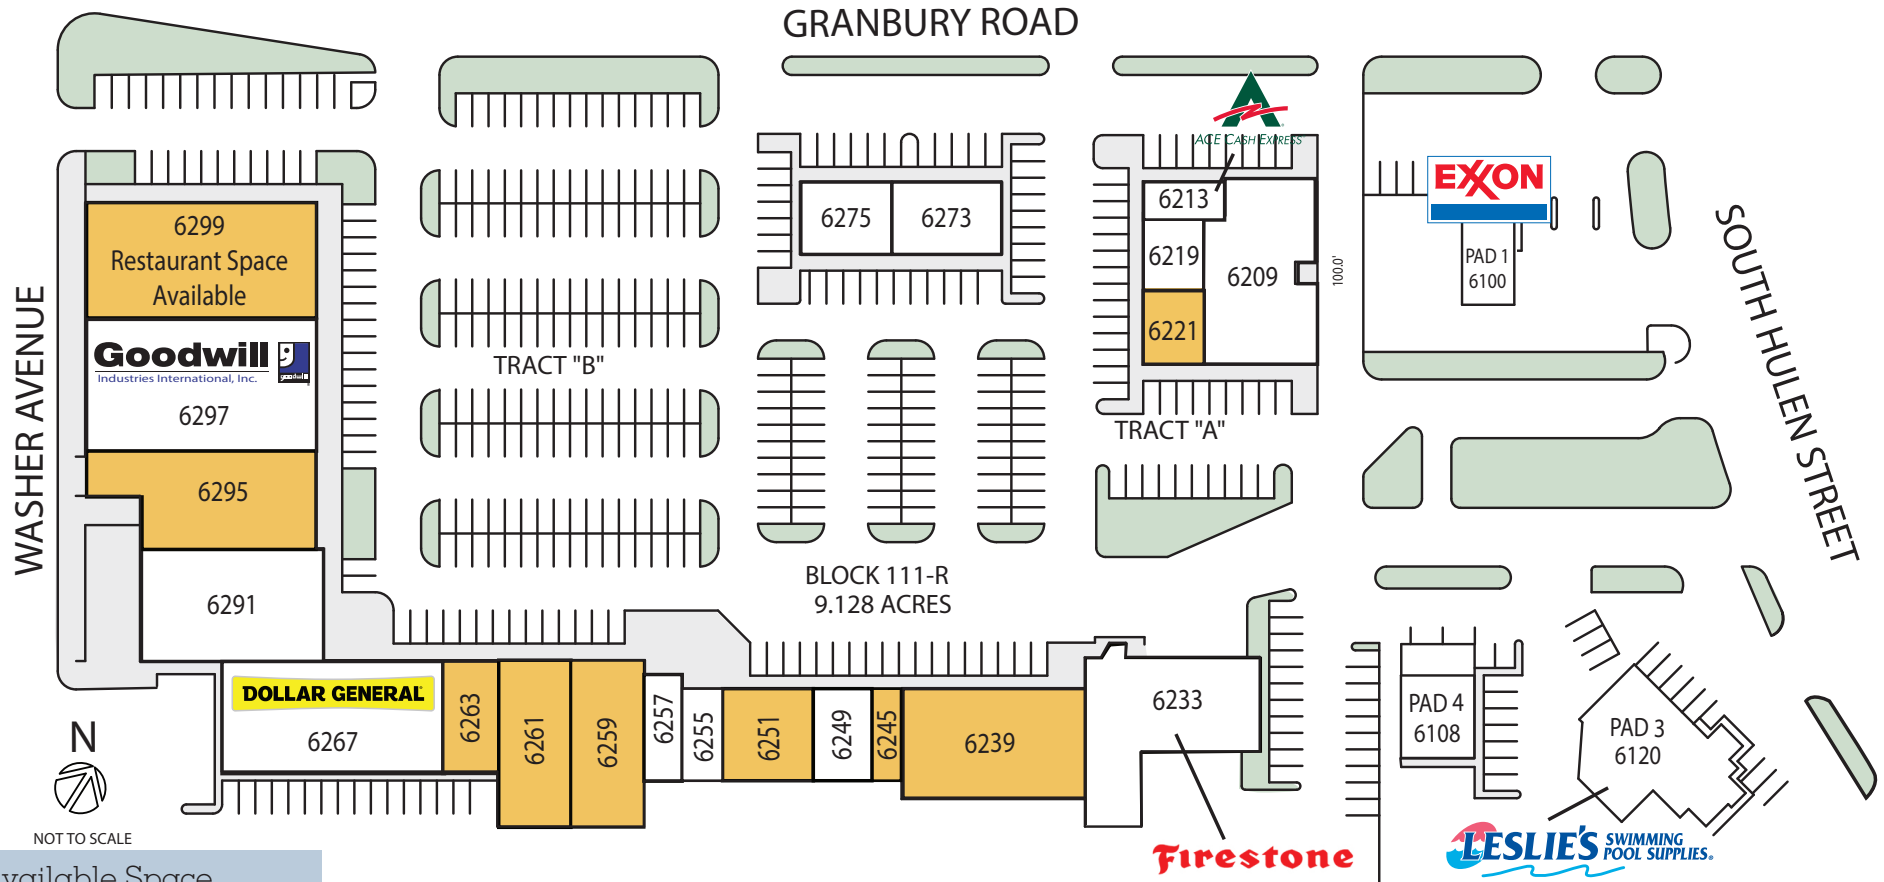 GRANBURY ROAD
ACE CASH EXPRESS
EXXON
6299
Restaurant Space
Available
6275
6273
6213
6219
6209
6221
100.0'
PAD 1
6100
SOUTH HULEN STREET
WASHER AVENUE
Goodwill
Industries International, Inc.
goodwill
6297
TRACT "B"
TRACT "A"
6295
6291
BLOCK 111-R
9.128 ACRES
DOLLAR GENERAL
6267
6263
6261
6259
6257
6255
6251
6249
6245
6239
6233
PAD 4
6108
PAD 3
6120
N
NOT TO SCALE
Firestone
LESLIE'S SWIMMING
POOL SUPPLIES.
Space